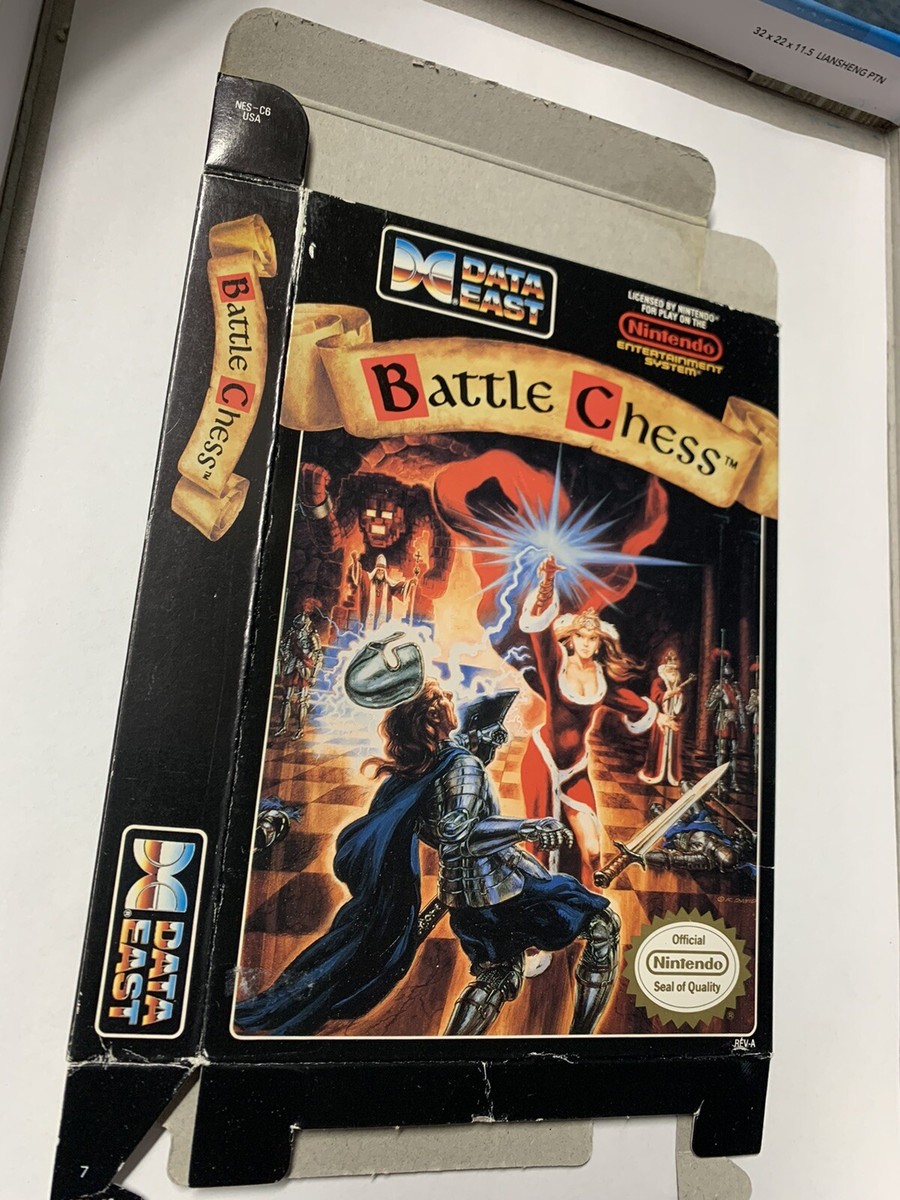 32 x 22 x 11.5 LIANSHENG PTN
NES-C6
USA
Battle Chess™
DATA
EAST
DATA
EAST
LICENSED BY NINTENDO®
FOR PLAY ON THE
Nintendo
ENTERTAINMENT
SYSTEM®
Battle Chess™
Official
Nintendo
Seal of Quality
REV-A
7